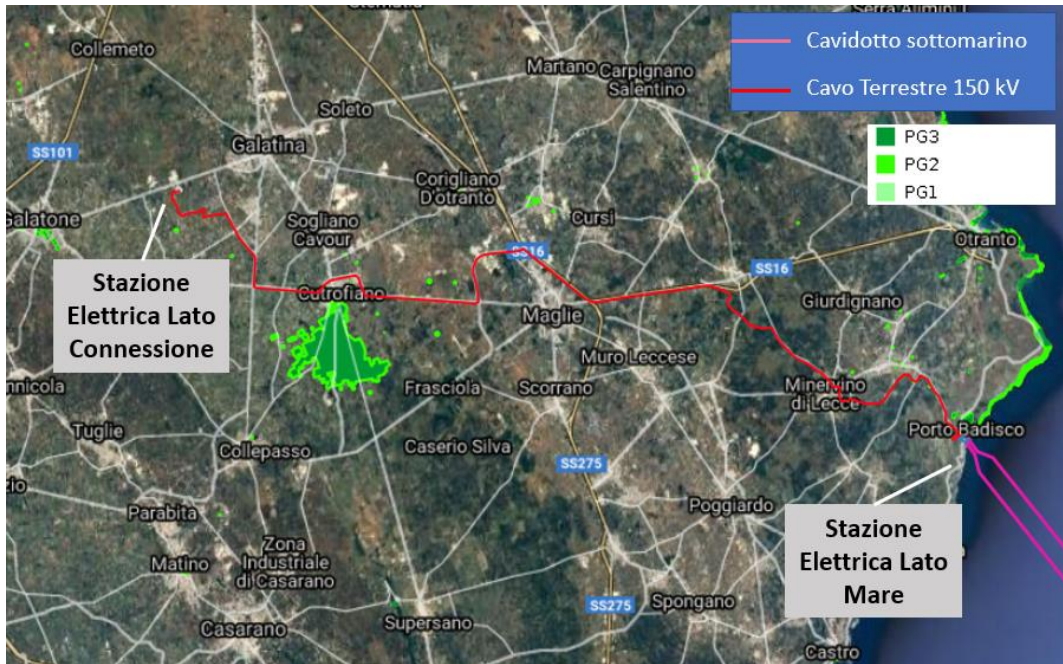 Serra Alimini
Cavidotto sottomarino
Cavo Terrestre 150 kV
PG3
PG2
PG1
Collemeto
Martano
Carpignano
Salentino
Soleto
Galatina
SS101
Corigliano
D'otranto
Cursi
Galatone
Sogliano
Cavour
SS16
Otranto
SS16
Stazione
Elettrica Lato
Connessione
Cutrofiano
Maglie
Giurdignano
Muro Leccese
Frasciola
Scorrano
Minervino
di Lecce
Tuglie
Collepasso
Caserio Silva
Porto Badisco
SS275
Parabita
Poggiardo
Stazione
Elettrica Lato
Mare
Zona
Industriale
di Casarano
Matino
SS275
Spongano
Casarano
Supersano
Castro